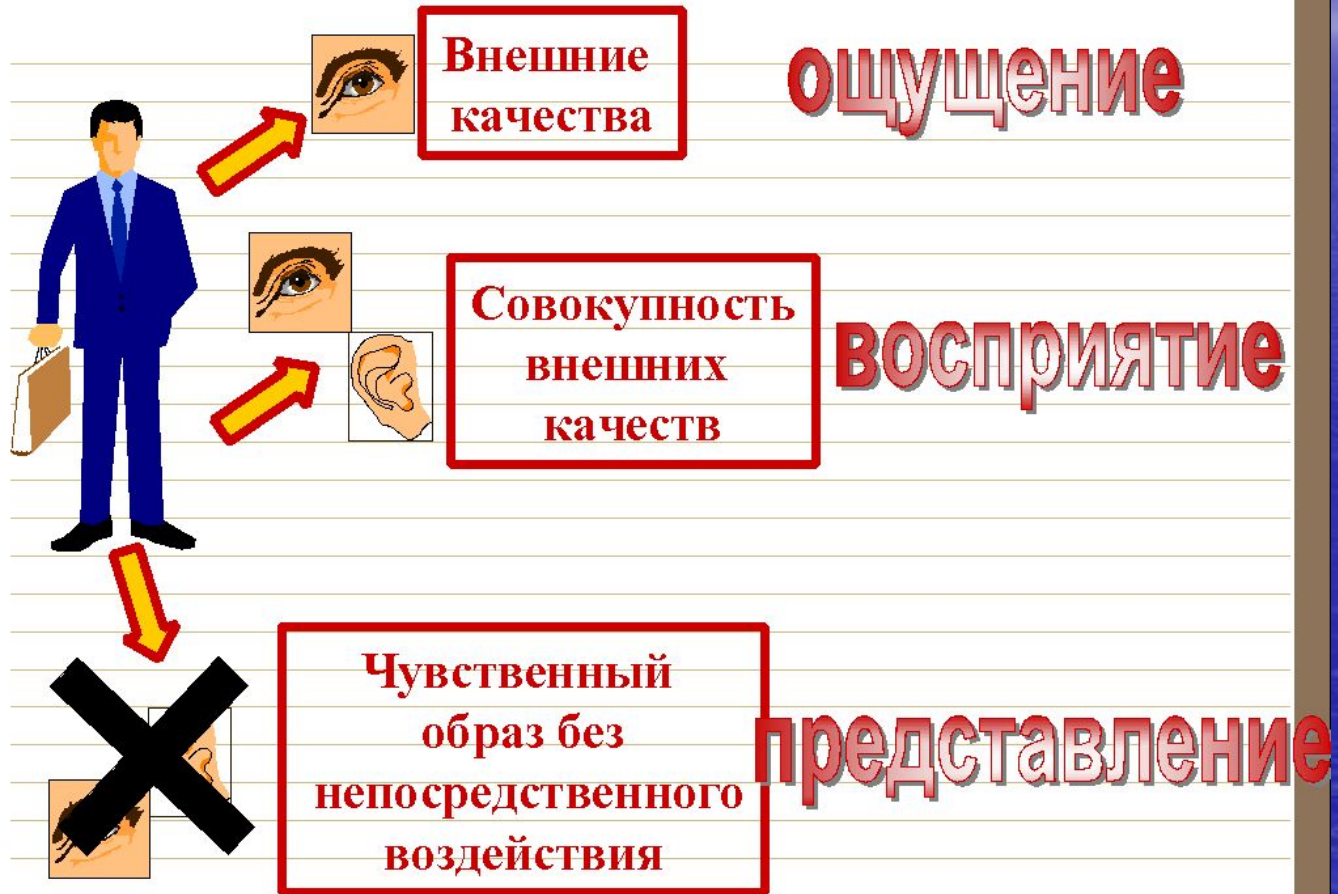 Внешние
качества
ощущение
Совокупность
внешних
качеств
восприятие
Чувственный
образ без
непосредственного
воздействия
представление